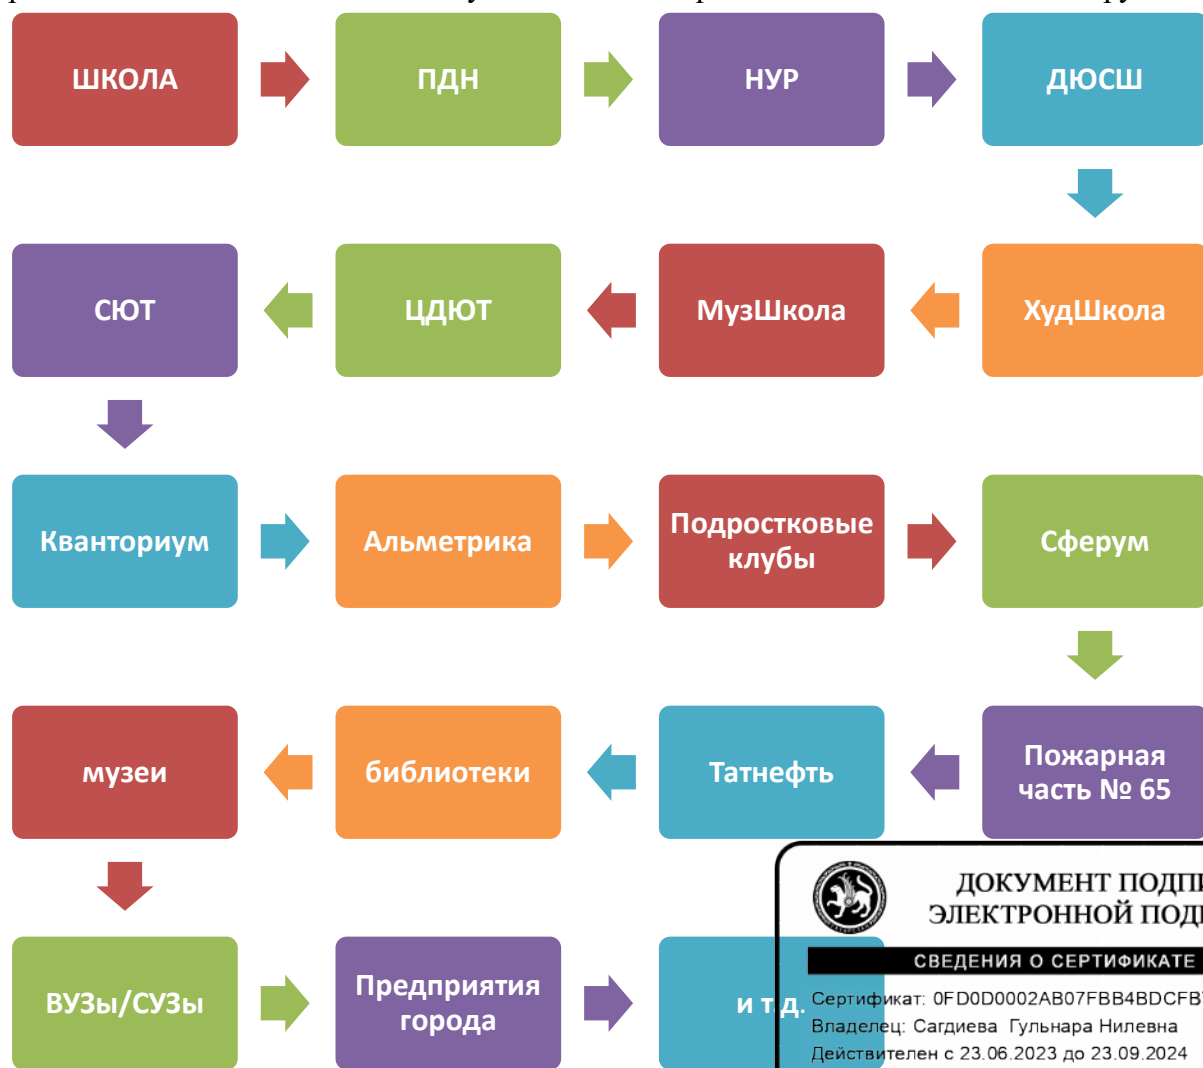 ШКОЛА
ПДН
НУР
ДЮСШ
ХудШкола
МузШкола
ЦДЮТ
СЮТ
Кванториум
Альметрика
Подростковые
клубы
Сферум
Пожарная
часть № 65
Татнефть
библиотеки
музеи
ВУЗы/СУЗы
Предприятия
города
и т.д.
ДОКУМЕНТ ПОДПИ
ЭЛЕКТРОННОЙ ПОДП
СВЕДЕНИЯ О СЕРТИФИКАТЕ
Сертификат: 0FD0D0002AB07FBB4BDCFB
Владелец: Сагдиева Гульнара Нилевна
Действителен с 23.06.2023 до 23.09.2024